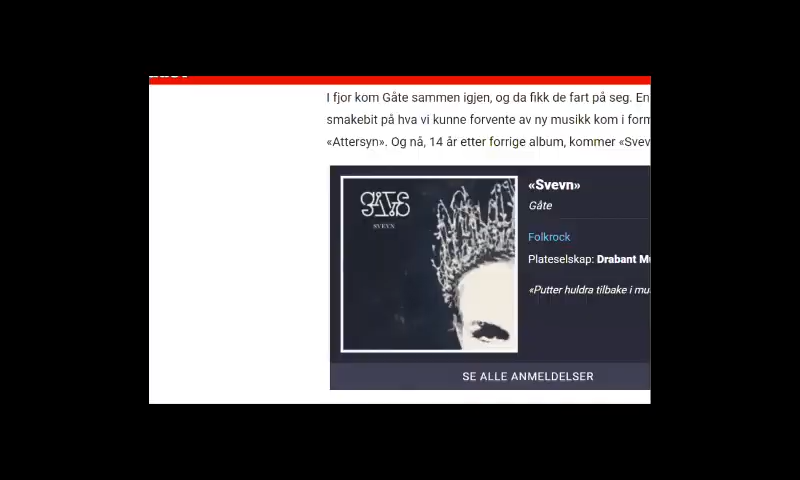 I fjor kom Gåte sammen igjen, og da fikk de fart på seg. En
smakebit på hva vi kunne forvente av ny musikk kom i form
«Attersyn». Og nå, 14 år etter forrige album, kommer «Svev
GÅTE
SVEVN
«Svevn»
Gåte
Folkrock
Plateselskap: Drabant M
«Putter huldra tilbake i mu
SE ALLE ANMELDELSER